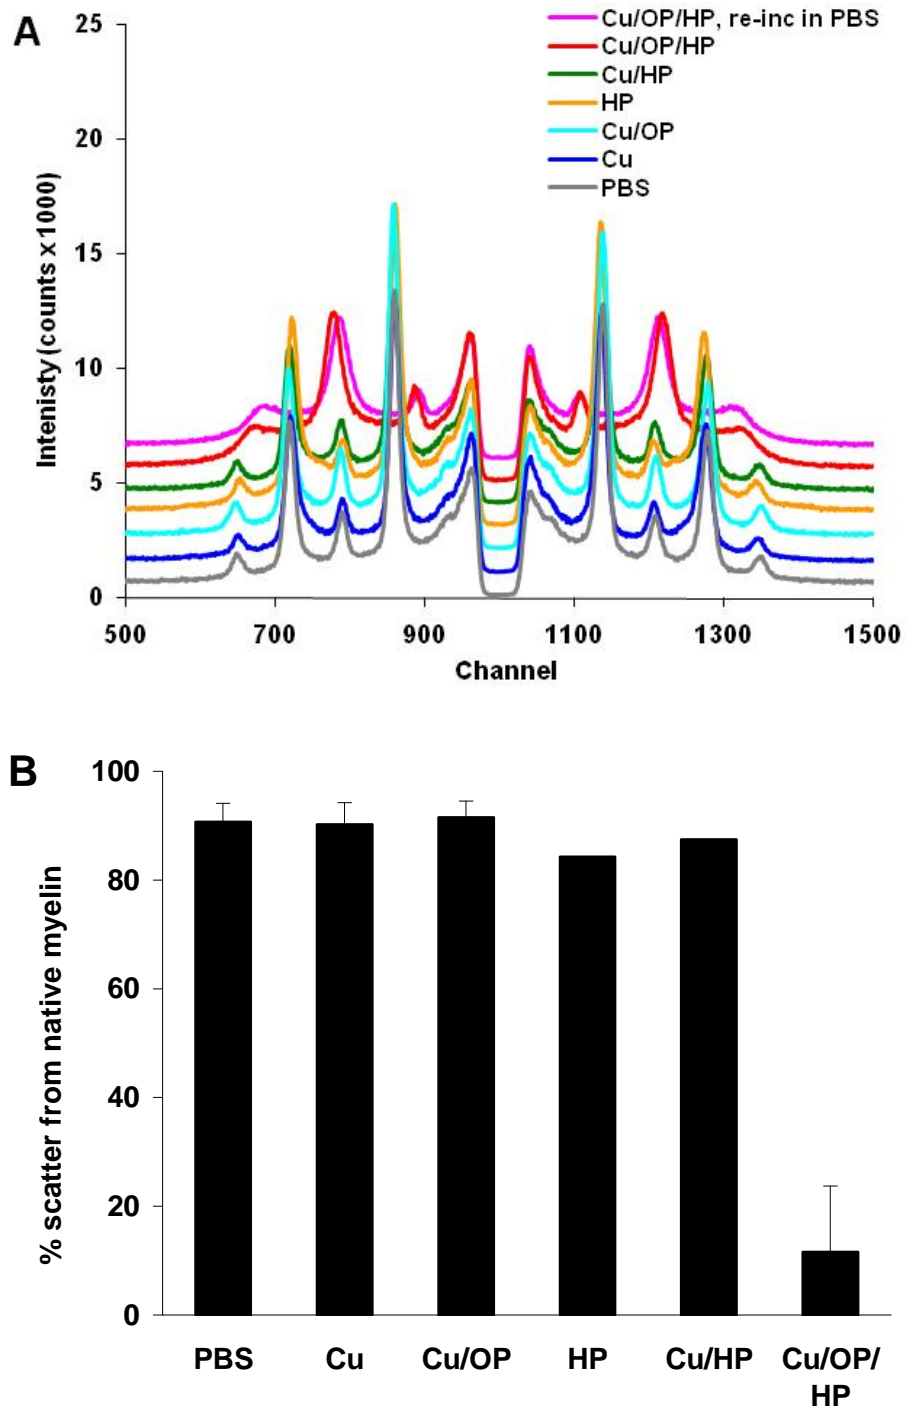 A
25
20
15
10
5
0
Intenisty (counts x1000)
Cu/OP/HP, re-inc in PBS
Cu/OP/HP
Cu/HP
HP
Cu/OP
Cu
PBS
500 700 900 1100 1300 1500
Channel
B
100
80
60
40
20
0
% scatter from native myelin
PBS Cu Cu/OP HP Cu/HP Cu/OP/
HP